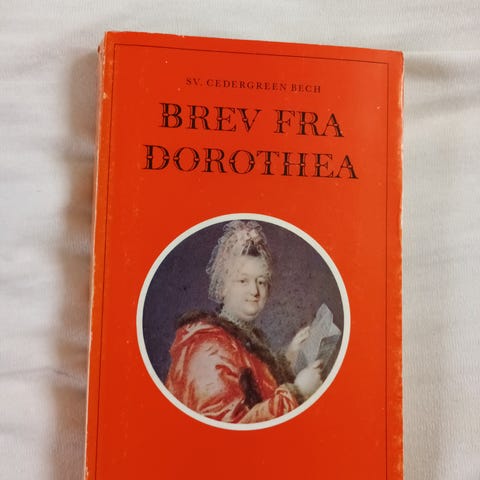 SV. CEDERGREEN BECH
BREV FRA
DOROTHEA